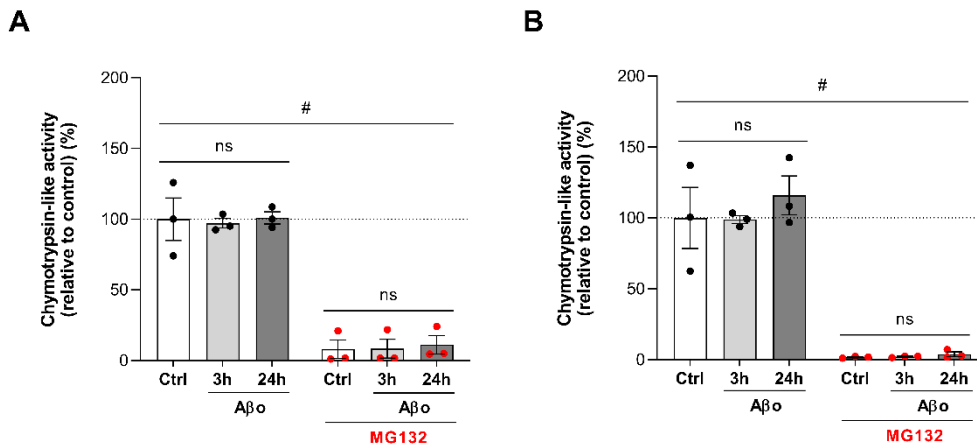 A
Chymotrypsin-like activity
(relative to control) (%)
200
150
100
50
0
#
ns
ns
Ctrl 3h 24h Ctrl 3h 24h
Aβo Aβo
MG132
B
Chymotrypsin-like activity
(relative to control) (%)
200
150
100
50
0
#
ns
ns
Ctrl 3h 24h Ctrl 3h 24h
Aβo Aβo
MG132